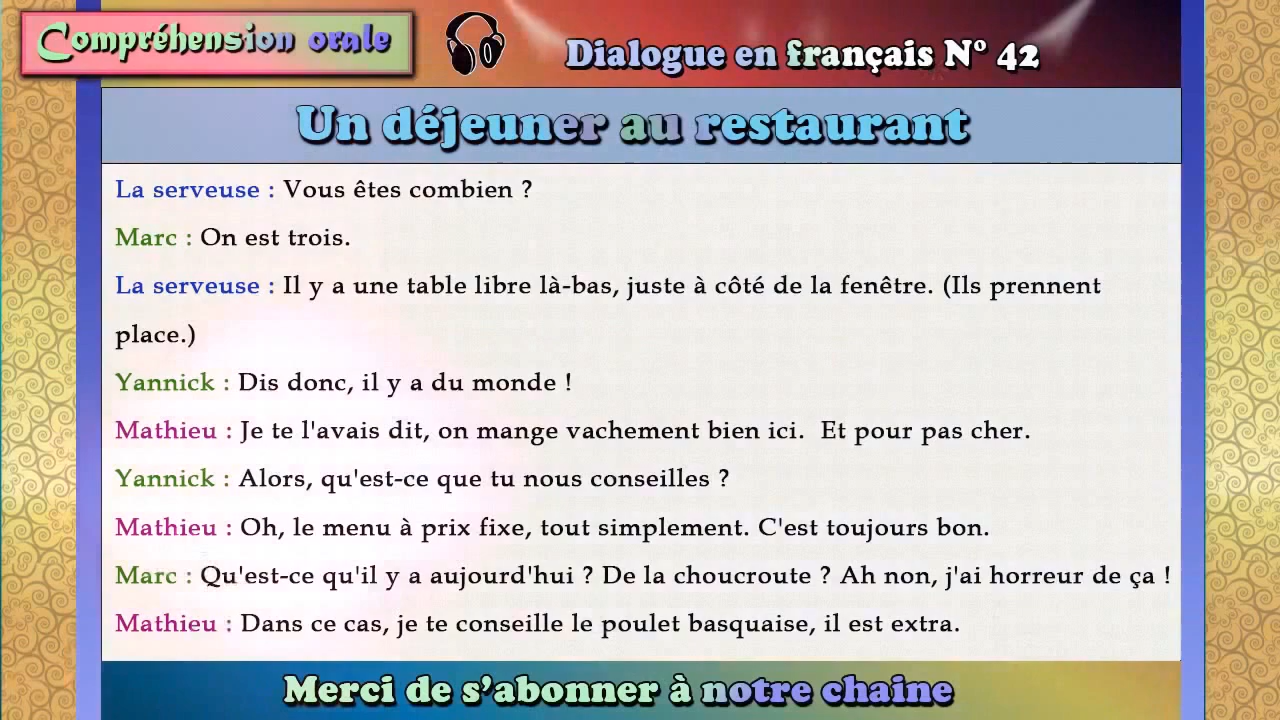 Compréhension orale
Dialogue en français N° 42
Un déjeuner au restaurant
La serveuse : Vous êtes combien ?
Marc : On est trois.
La serveuse : Il y a une table libre là-bas, juste à côté de la fenêtre. (Ils prennent
place.)
Yannick : Dis donc, il y a du monde !
Mathieu : Je te l'avais dit, on mange vachement bien ici.  Et pour pas cher.
Yannick : Alors, qu'est-ce que tu nous conseilles ?
Mathieu : Oh, le menu à prix fixe, tout simplement. C'est toujours bon.
Marc : Qu'est-ce qu'il y a aujourd'hui ? De la choucroute ? Ah non, j'ai horreur de ça !
Mathieu : Dans ce cas, je te conseille le poulet basquaise, il est extra.
Merci de s’abonner à notre chaine